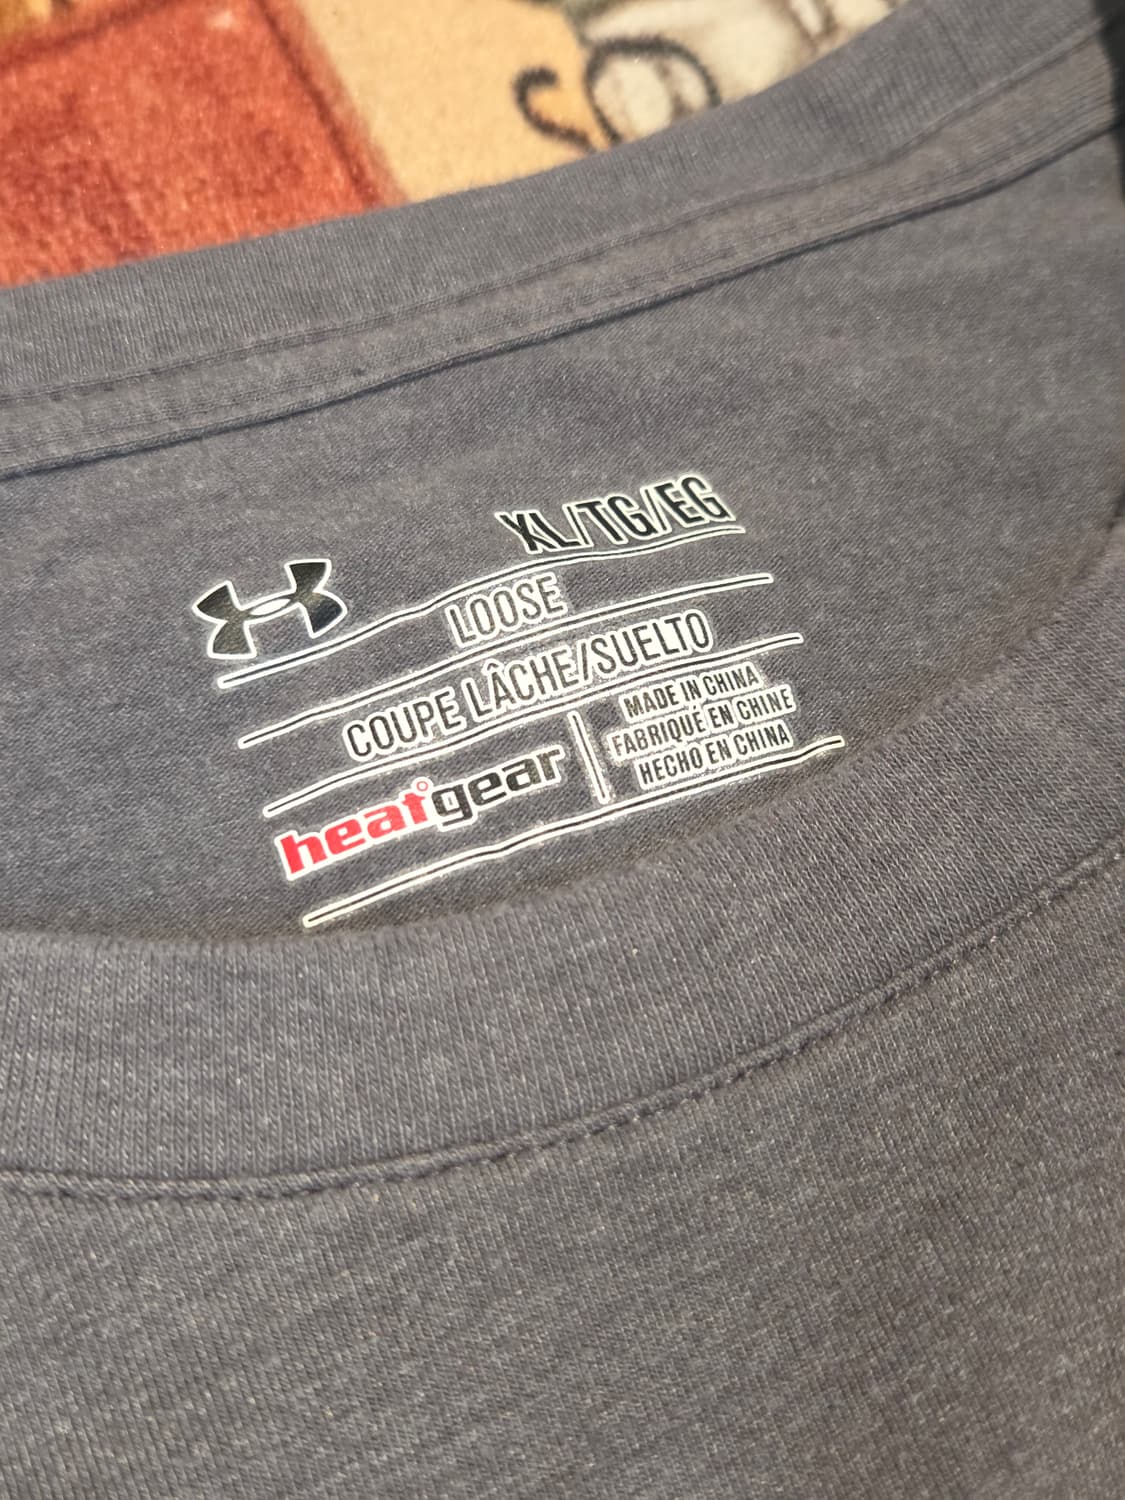 XL/TG/EG
LOOSE
COUPE LÂCHE/SUELTO
heatgear
MADE IN CHINA
FABRIQUÉ EN CHINE
HECHO EN CHINA